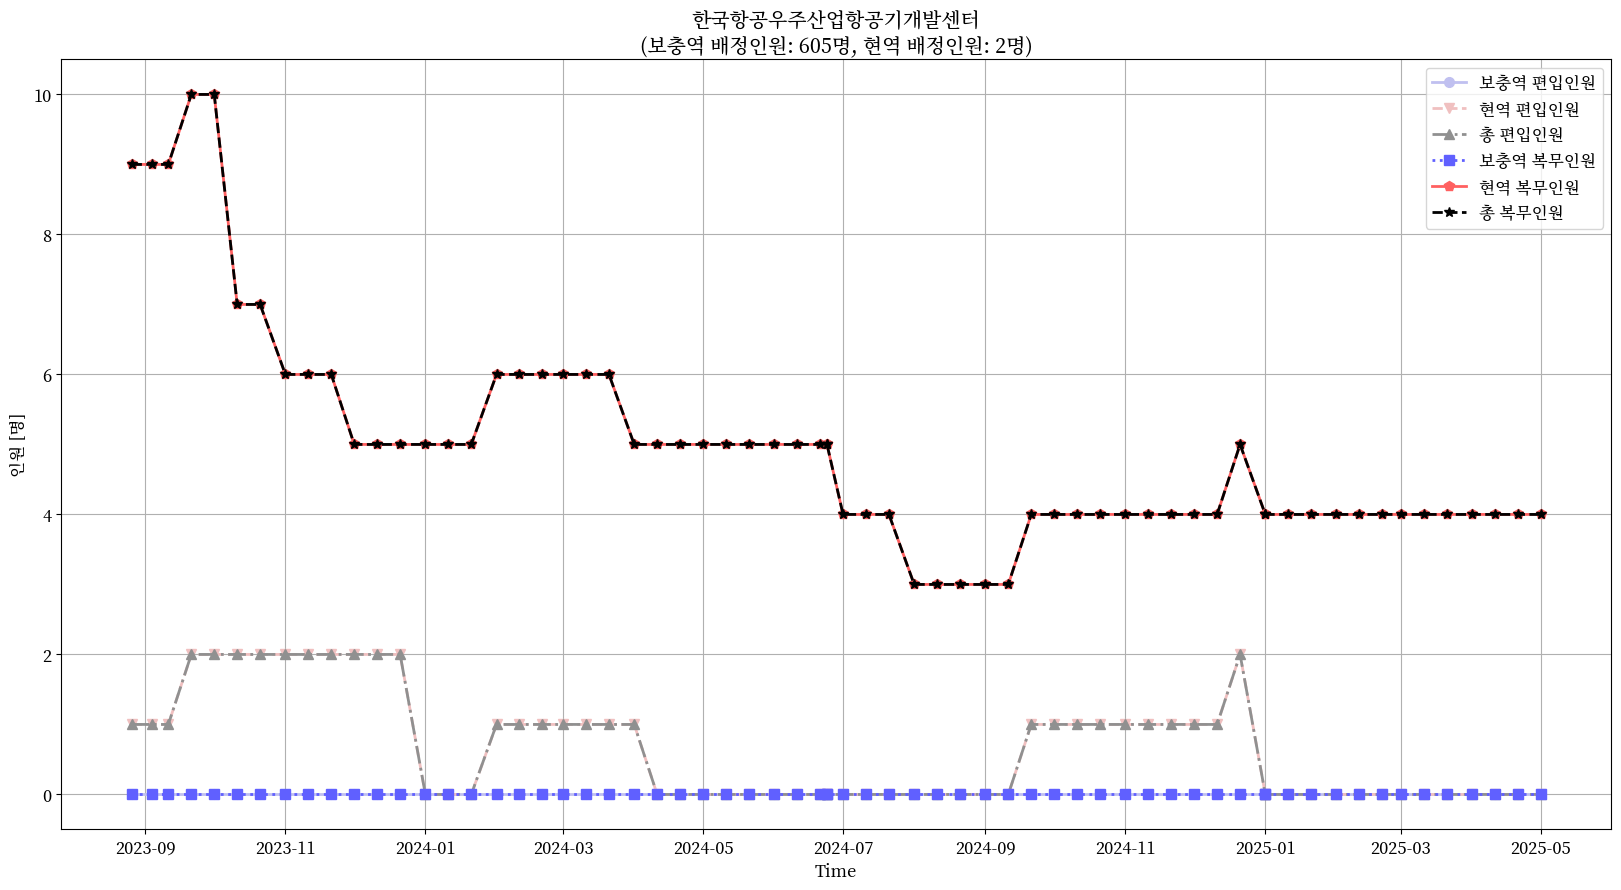 한국항공우주산업항공기개발센터
(보충역 배정인원: 605명, 현역 배정인원: 2명)
보충역 편입인원
현역 편입인원
총 편입인원
보충역 복무인원
현역 복무인원
총 복무인원
인원 [명]
10
8
6
4
2
0
2023-09
2023-11
2024-01
2024-03
2024-05
2024-07
2024-09
2024-11
2025-01
2025-03
2025-05
Time